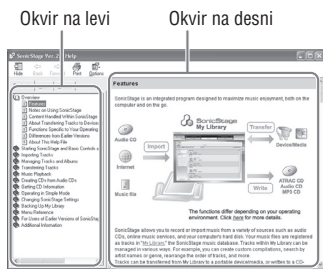 Okvir na levi
Okvir na desni
SonicStage Ver. 2. Help
Hide
Back
Print
Options
Overview
Features
Notes on Using SonicStage
Content Handled Within SonicStage
About Transferring Tracks to Devices
Functions Specific to Your Operating
Differences from Earlier Versions
About This Help File
Starting SonicStage and Basic Controls o
Importing Tracks
Managing Tracks and Albums
Transferring Tracks
Music Playback
Creating CDs from Audio CDs
Getting CD Information
Operating in Simple Mode
Changing SonicStage Settings
Backing Up My Library
Menu Reference
For Users of Earlier Versions of SonicStag
Additional Information
Features
SonicStage is an integrated program designed to maximize music enjoyment, both on the
computer and on the go.
Audio CD
SonicStage
My Library
Transfer
Import
Internet
Device/Media
Write
ATRAC CD
Audio CD
MP3 CD
Music file
The functions differ depending on your operating
environment. Click here for more details.
SonicStage allows you to record or import music from a variety of sources such as audio
CDs, online music services, and your computer's hard disk. Your music files are registered
as tracks in "My Library," the SonicStage music database. Tracks within My Library can be
managed in various ways. For example, you can create custom compilations, search by
artist names or genre, rearrange the order of tracks, and more.
Tracks can be transferred from My Library to a portable device/media, or written to a CD-